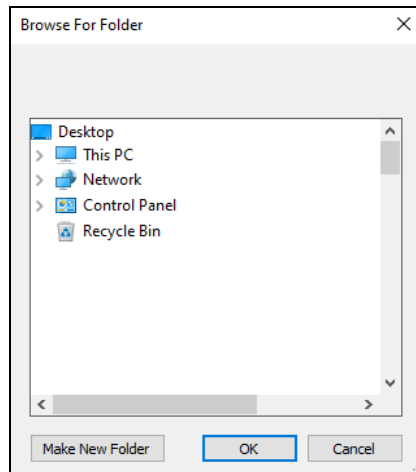 Browse For Folder
Desktop
This PC
Network
Control Panel
Recycle Bin
Make New Folder OK Cancel